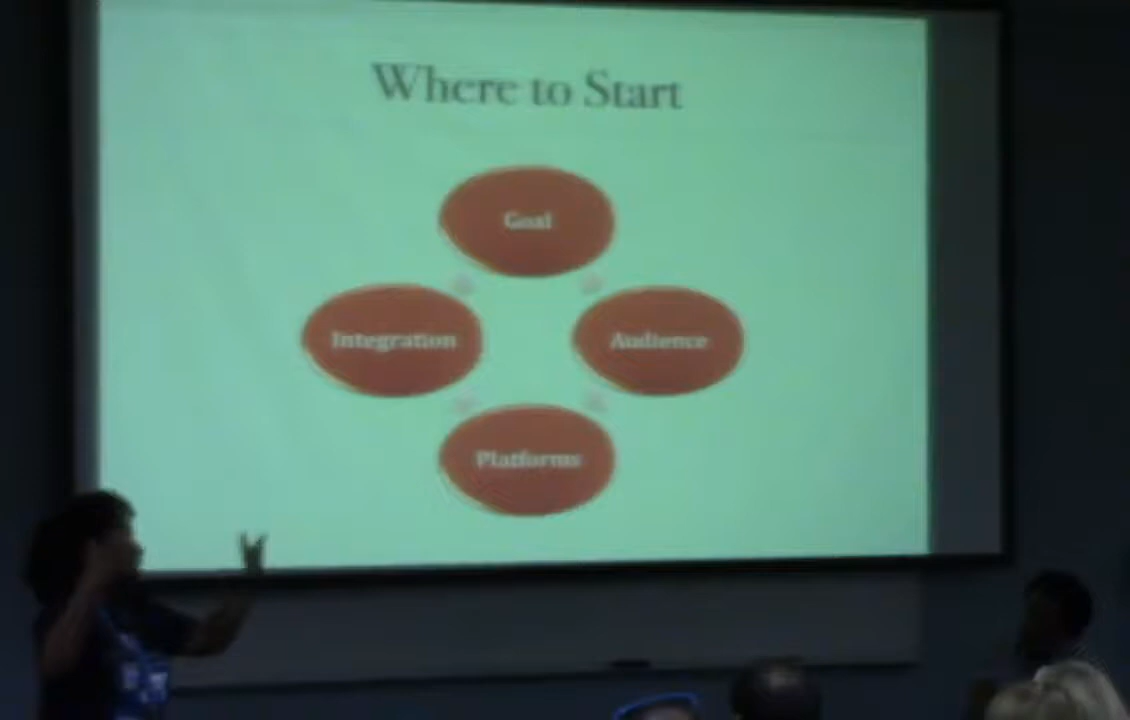 Where to Start
Goal
Integration
Audience
Platforms